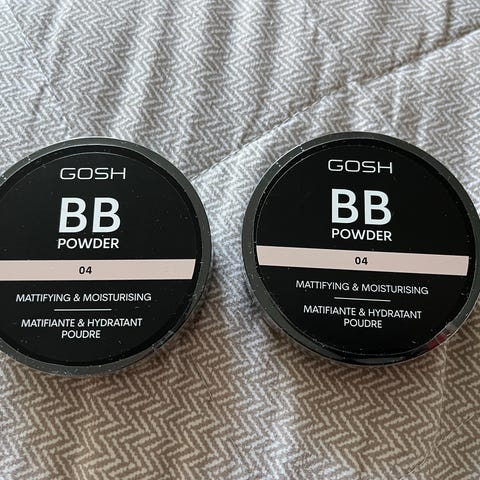 GOSH
BB
POWDER
04
MATTIFYING & MOISTURISING
MATIFIANTE & HYDRATANT
POUDRE
GOSH
BB
POWDER
04
MATTIFYING & MOISTURISING
MATIFIANTE & HYDRATANT
POUDRE